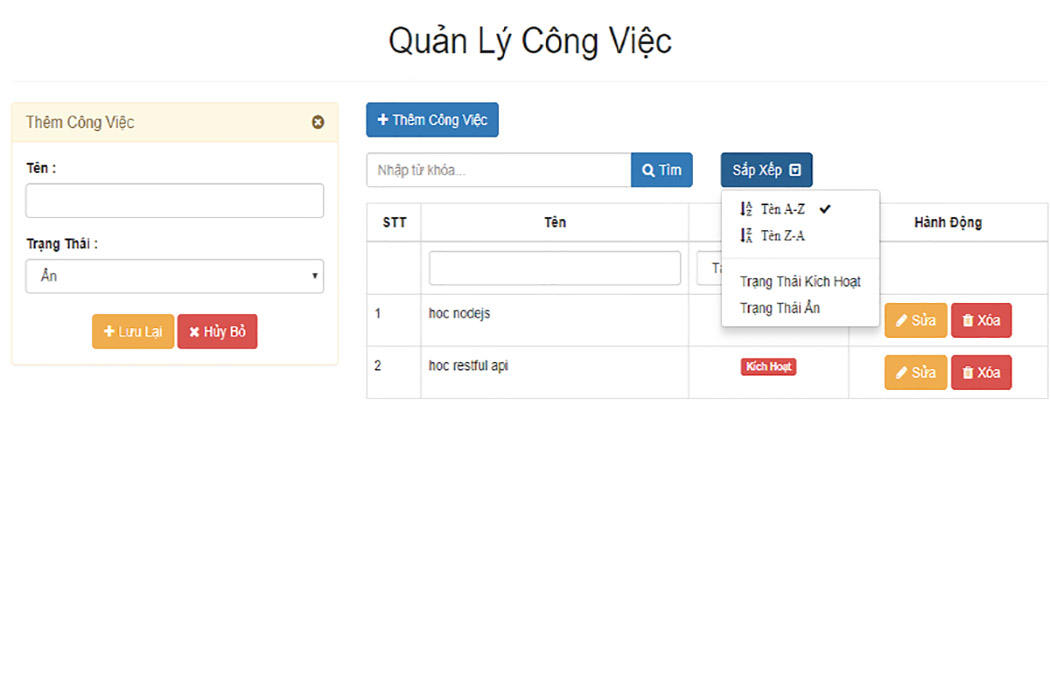 Quản Lý Công Việc
Thêm Công Việc
Tên :
Trạng Thái :
Ẩn
Lưu Lại
Hủy Bỏ
Thêm Công Việc
Nhập từ khóa...
Tìm
Sắp Xếp
Tên A-Z
Tên Z-A
Trạng Thái Kích Hoạt
Trạng Thái Ẩn
STT Tên Hành Động
1 hoc nodejs Sửa Xóa
2 hoc restful api Kích Hoạt Sửa Xóa